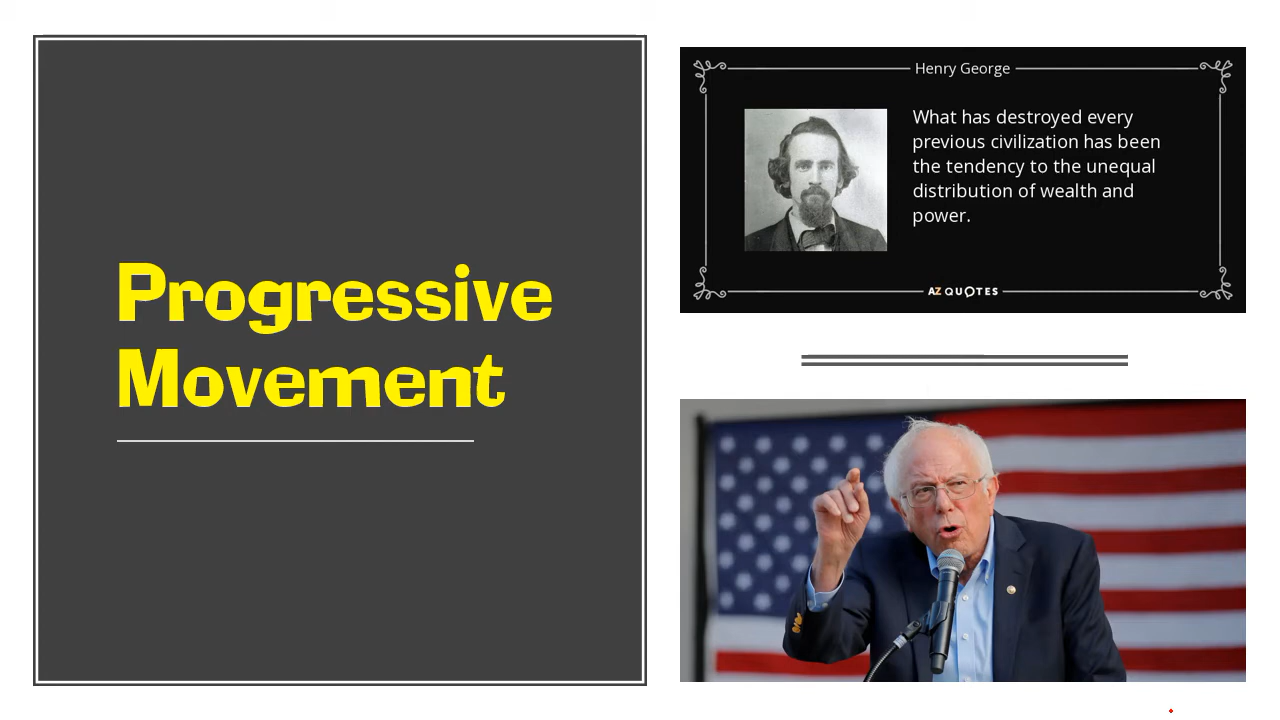 Progressive
Movement
Henry George
What has destroyed every
previous civilization has been
the tendency to the unequal
distribution of wealth and
power.
AZ QUOTES